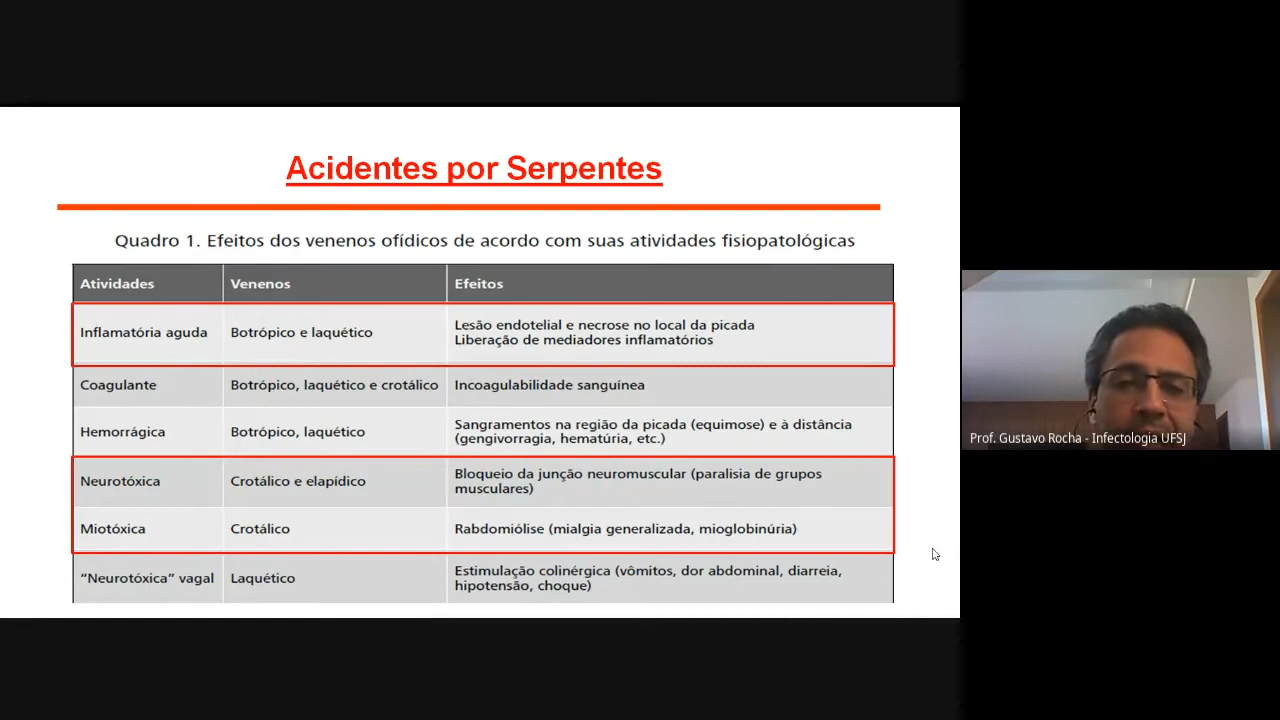 Acidentes por Serpentes
Quadro 1. Efeitos dos venenos ofídicos de acordo com suas atividades fisiopatológicas
Atividades Venenos Efeitos
Inflamatória aguda Botrópico e laquético Lesão endotelial e necrose no local da picada
Liberação de mediadores inflamatórios
Coagulante Botrópico, laquético e crotálico Incoagulabilidade sanguínea
Hemorrágica Botrópico, laquético Sangramentos na região da picada (equimose) e à distância
(gengivorragia, hematúria, etc.)
Neurotóxica Crotálico e elapídico Bloqueio da junção neuromuscular (paralisia de grupos
musculares)
Miotóxica Crotálico Rabdomiólise (mialgia generalizada, mioglobinúria)
“Neurotóxica” vagal Laquético Estimulação colinérgica (vômitos, dor abdominal, diarreia,
hipotensão, choque)
Prof. Gustavo Rocha - Infectologia UFSJ